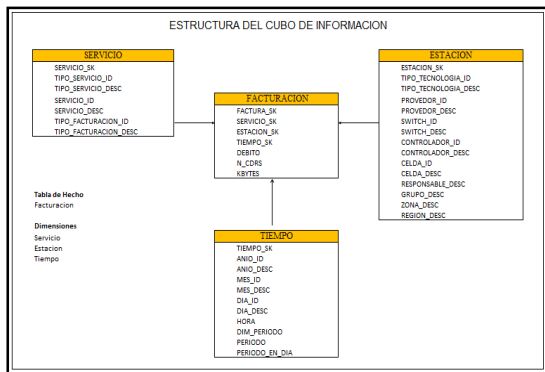 ESTRUCTURA DEL CUBO DE INFORMACION
SERVICIO
SERVICIO_SK
TIPO_SERVICIO_ID
TIPO_SERVICIO_DESC
SERVICIO_ID
SERVICIO_DESC
TIPO_FACTURACION_ID
TIPO_FACTURACION_DESC
FACTURACION
FACTURA_SK
SERVICIO_SK
ESTACION_SK
TIEMPO_SK
DEBITO
N_CDRS
KBYTES
ESTACION
ESTACION_SK
TIPO_TECNOLOGIA_ID
TIPO_TECNOLOGIA_DESC
PROVEDOR_ID
PROVEDOR_DESC
SWITCH_ID
SWITCH_DESC
CONTROLADOR_ID
CONTROLADOR_DESC
CELDA_ID
CELDA_DESC
RESPONSABLE_DESC
GRUPO_DESC
ZONA_DESC
REGION_DESC
Tabla de Hecho
Facturacion
Dimensiones
Servicio
Estacion
Tiempo
TIEMPO
TIEMPO_SK
ANIO_ID
ANIO_DESC
MES_ID
MES_DESC
DIA_ID
DIA_DESC
HORA
DIM_PERIODO
PERIODO
PERIODO_EN_DIA